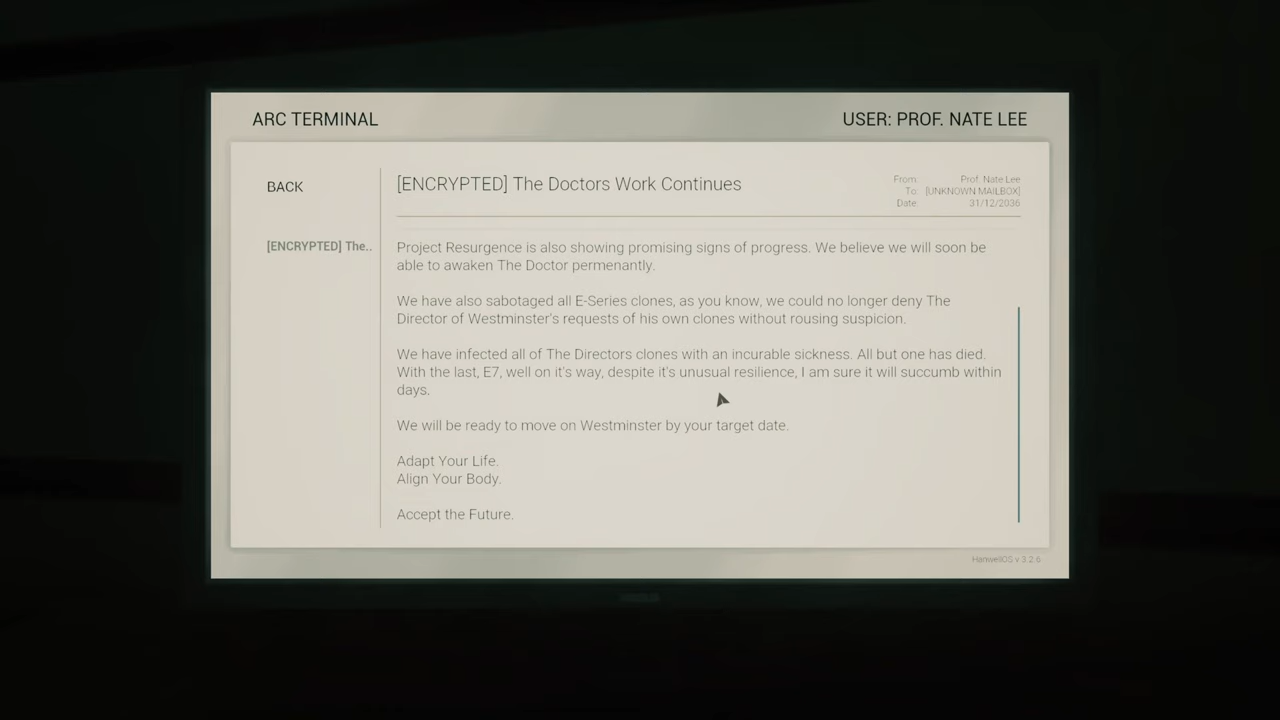 ARC TERMINAL
USER: PROF. NATE LEE
BACK
[ENCRYPTED] The Doctors Work Continues
From Prof. Nate Lee
To: [UNKNOWN MAILBOX]
Date 31/12/2036
[ENCRYPTED] The..
Project Resurgence is also showing promising signs of progress. We believe we will soon be
able to awaken The Doctor permenantly.
We have also sabotaged all E-Series clones, as you know, we could no longer deny The
Director of Westminster's requests of his own clones without rousing suspicion.
We have infected all of The Directors clones with an incurable sickness. All but one has died.
With the last, E7, well on it's way, despite it's unusual resilience, I am sure it will succumb within
days.
We will be ready to move on Westminster by your target date.
Adapt Your Life.
Align Your Body.
Accept the Future.
HanwellOS v 3.2.6